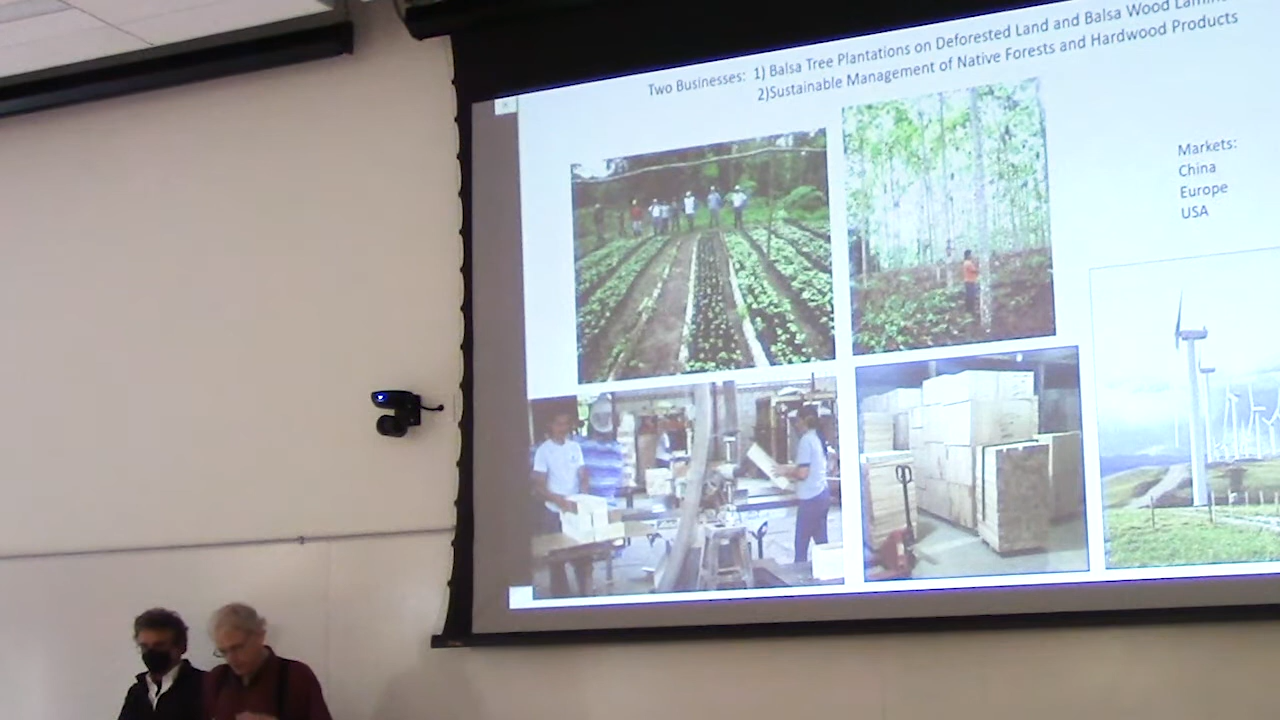 Two Businesses: 1) Balsa Tree Plantations on Deforested Land and Balsa Wood
2)Sustainable Management of Native Forests and Hardwood Products
Markets:
China
Europe
USA